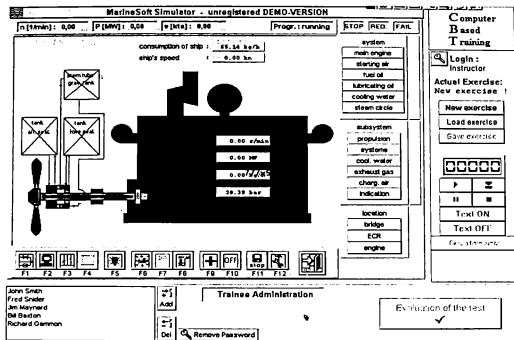 MarineSoft Simulator - unregistered DEMO-VERSION
n [1/min] : 0,00
P [MW] : 0,00
v [kts] : 0,00
Progr.: running
STOP
RED.
FAIL
consumption of ship :
ship's speed :
0.00 kn
system
main engine
starting air
fuel oil
lubricating oil
cooling water
steam circle
subsystem
propulsion
systeme
cool. water
exhaust gas
charg. air
indication
location
bridge
ECR
engine
tank
tank
0.00 r/min
0.00 MW
0.00
bar
F1 F2 F3 F4 F5 F6 F7 F8 F9 F10 F11 F12
OFF
STOP
Computer
Based
Training
Login :
Instructor
Actual Exercise:
New exercise !
New exercise
Load exercise
Save exercise
00000
Text ON
Text OFF
John Smith
Fred Snider
Jim Maynard
Bill Baxton
Richard Gammon
Add
Del
Trainee Administration
Remove Password
Evaluation of the test